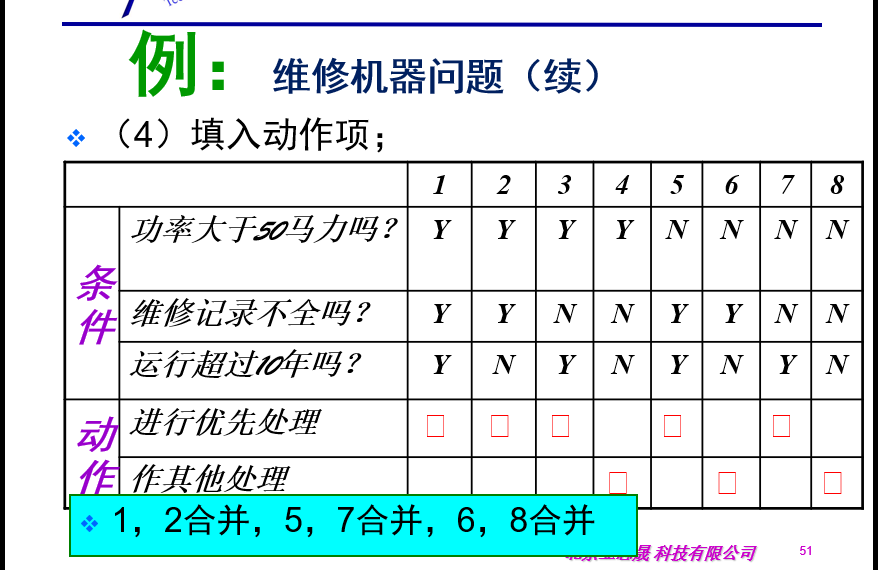 例： 维修机器问题（续）
（4）填入动作项；
1 2 3 4 5 6 7 8
条件
功率大于50马力吗？ Y Y Y Y N N N N
维修记录不全吗？ Y Y N N Y Y N N
运行超过10年吗？ Y N Y N Y N Y N
动作
进行优先处理 □ □ □ □ □
作其他处理 □ □ □
1，2合并，5，7合并，6，8合并
晟 科技有限公司
51